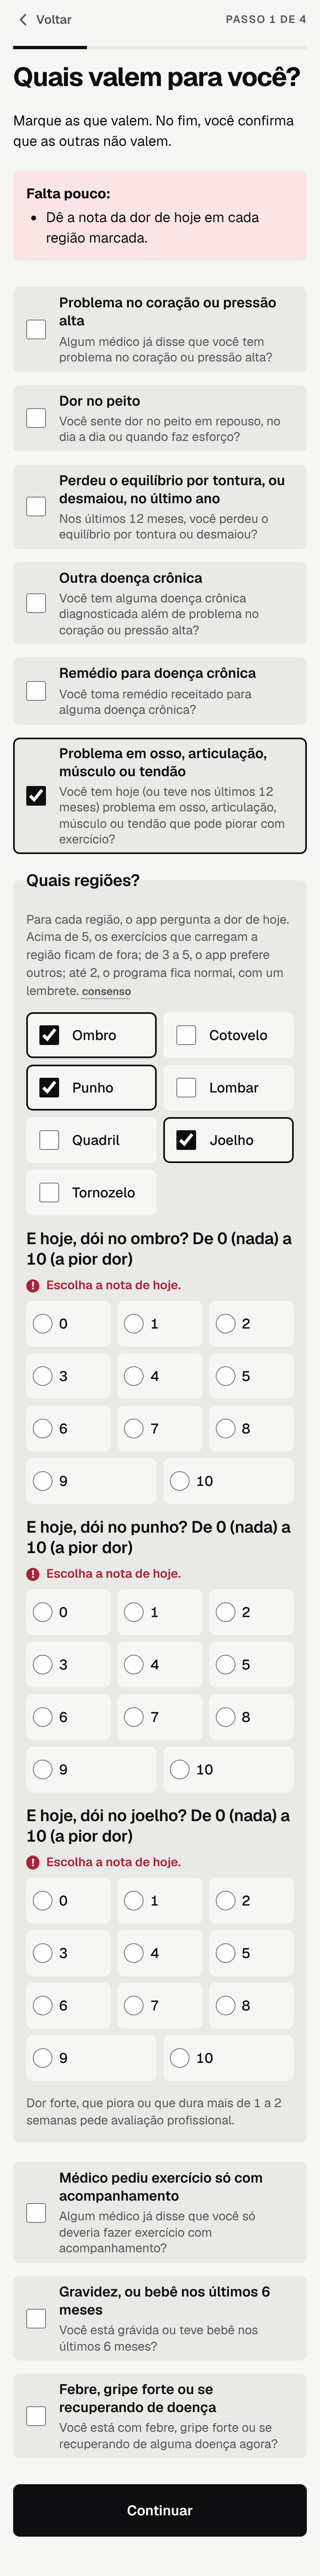 Voltar
PASSO 1 DE 4
Quais valem para você?
Marque as que valem. No fim, você confirma
que as outras não valem.
Falta pouco:
• Dê a nota da dor de hoje em cada
região marcada.
Problema no coração ou pressão
alta
Algum médico já disse que você tem
problema no coração ou pressão alta?
Dor no peito
Você sente dor no peito em repouso, no
dia a dia ou quando faz esforço?
Perdeu o equilíbrio por tontura, ou
desmaiou, no último ano
Nos últimos 12 meses, você perdeu o
equilíbrio por tontura ou desmaiou?
Outra doença crônica
Você tem alguma doença crônica
diagnosticada além de problema no
coração ou pressão alta?
Remédio para doença crônica
Você toma remédio receitado para
alguma doença crônica?
Problema em osso, articulação,
músculo ou tendão
Você tem hoje (ou teve nos últimos 12
meses) problema em osso, articulação,
músculo ou tendão que pode piorar com
exercício?
Quais regiões?
Para cada região, o app pergunta a dor de hoje.
Acima de 5, os exercícios que carregam a
região ficam de fora; de 3 a 5, o app prefere
outros; até 2, o programa fica normal, com um
lembrete. consenso
Ombro
Cotovelo
Punho
Lombar
Quadril
Joelho
Tornozelo
E hoje, dói no ombro? De 0 (nada) a
10 (a pior dor)
Escolha a nota de hoje.
0
1
2
3
4
5
6
7
8
9
10
E hoje, dói no punho? De 0 (nada) a
10 (a pior dor)
Escolha a nota de hoje.
0
1
2
3
4
5
6
7
8
9
10
E hoje, dói no joelho? De 0 (nada) a
10 (a pior dor)
Escolha a nota de hoje.
0
1
2
3
4
5
6
7
8
9
10
Dor forte, que piora ou que dura mais de 1 a 2
semanas pede avaliação profissional.
Médico pediu exercício só com
acompanhamento
Algum médico já disse que você só
deveria fazer exercício com
acompanhamento?
Gravidez, ou bebê nos últimos 6
meses
Você está grávida ou teve bebê nos
últimos 6 meses?
Febre, gripe forte ou se
recuperando de doença
Você está com febre, gripe forte ou se
recuperando de alguma doença agora?
Continuar